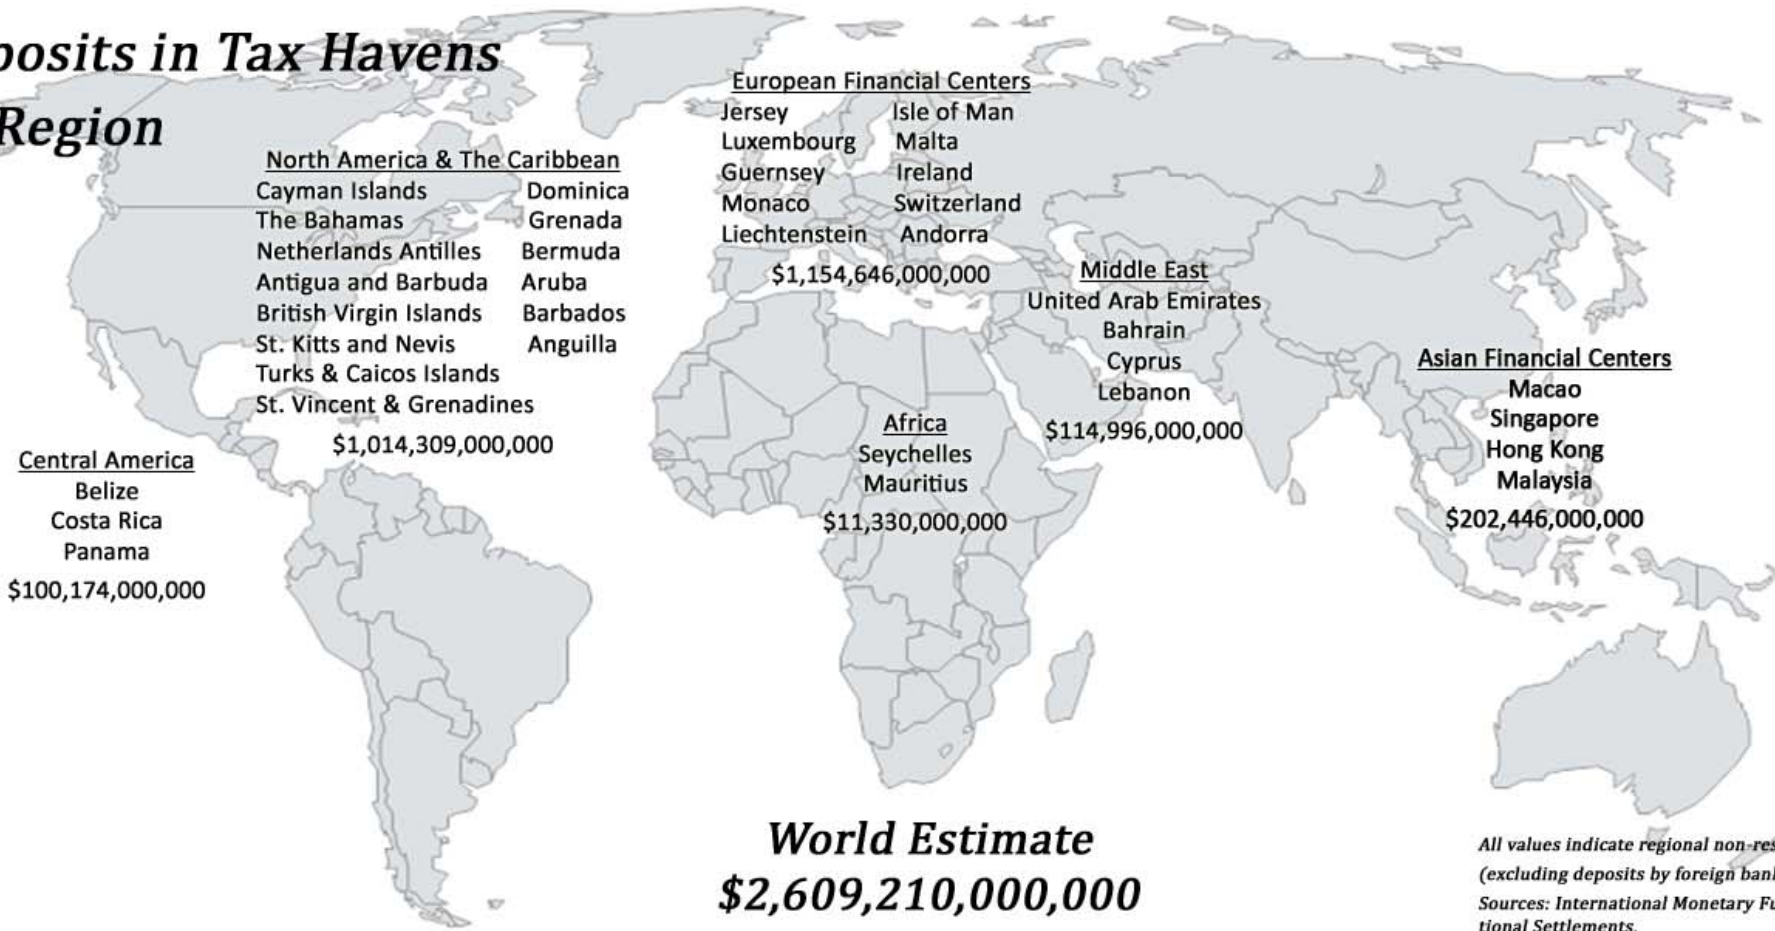 posits in Tax Havens
Region
North America & The Caribbean
Cayman Islands Dominica
The Bahamas Grenada
Netherlands Antilles Bermuda
Antigua and Barbuda Aruba
British Virgin Islands Barbados
St. Kitts and Nevis Anguilla
Turks & Caicos Islands
St. Vincent & Grenadines
$1,014,309,000,000
Central America
Belize
Costa Rica
Panama
$100,174,000,000
European Financial Centers
Jersey Isle of Man
Luxembourg Malta
Guernsey Ireland
Monaco Switzerland
Liechtenstein Andorra
$1,154,646,000,000
Middle East
United Arab Emirates
Bahrain
Cyprus
Lebanon
$114,996,000,000
Africa
Seychelles
Mauritius
$11,330,000,000
Asian Financial Centers
Macao
Singapore
Hong Kong
Malaysia
$202,446,000,000
World Estimate
$2,609,210,000,000
All values indicate regional non-res
(excluding deposits by foreign bank
Sources: International Monetary Fu
tional Settlements.